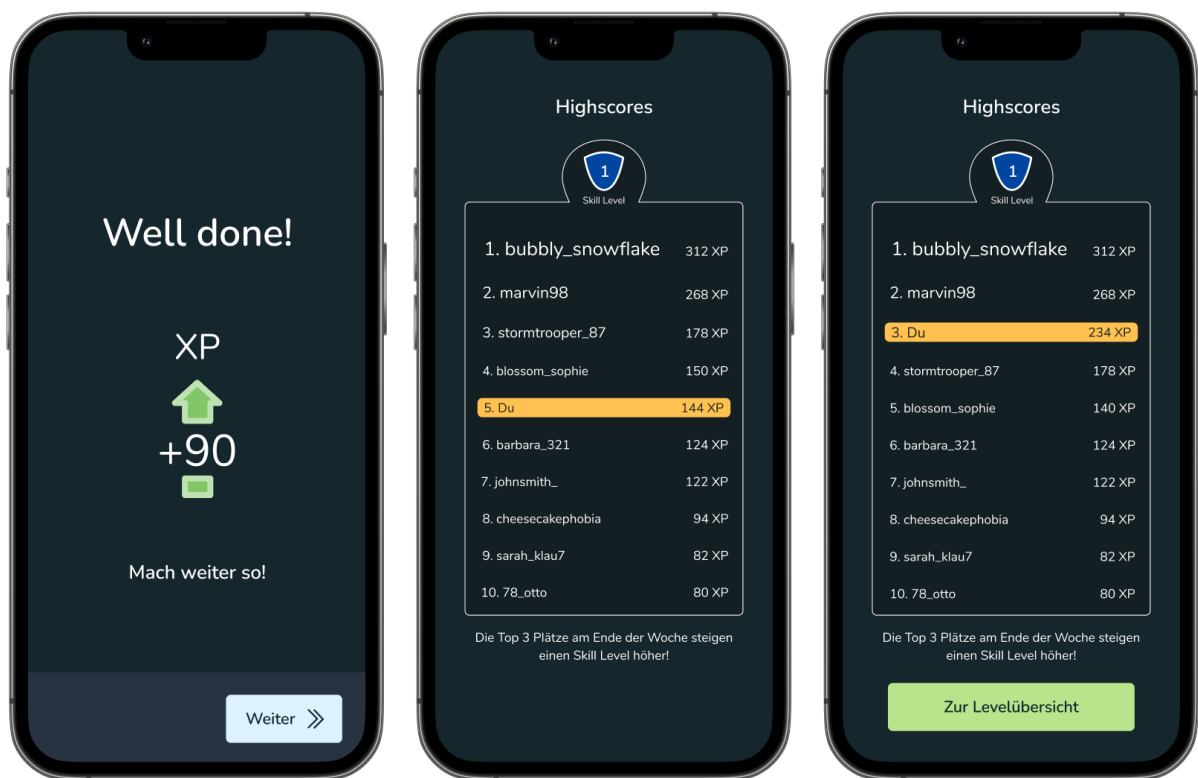 Well done!
XP
+90
Mach weiter so!
Weiter
Highscores
1
Skill Level
1. bubbly_snowflake 312 XP
2. marvin98 268 XP
3. stormtrooper_87 178 XP
4. blossom_sophie 150 XP
5. Du 144 XP
6. barbara_321 124 XP
7. johnsmith_ 122 XP
8. cheesecakephobia 94 XP
9. sarah_klau7 82 XP
10. 78_otto 80 XP
Die Top 3 Plätze am Ende der Woche steigen
einen Skill Level höher!
Highscores
1
Skill Level
1. bubbly_snowflake 312 XP
2. marvin98 268 XP
3. Du 234 XP
4. stormtrooper_87 178 XP
5. blossom_sophie 140 XP
6. barbara_321 124 XP
7. johnsmith_ 122 XP
8. cheesecakephobia 94 XP
9. sarah_klau7 82 XP
10. 78_otto 80 XP
Die Top 3 Plätze am Ende der Woche steigen
einen Skill Level höher!
Zur Levelübersicht